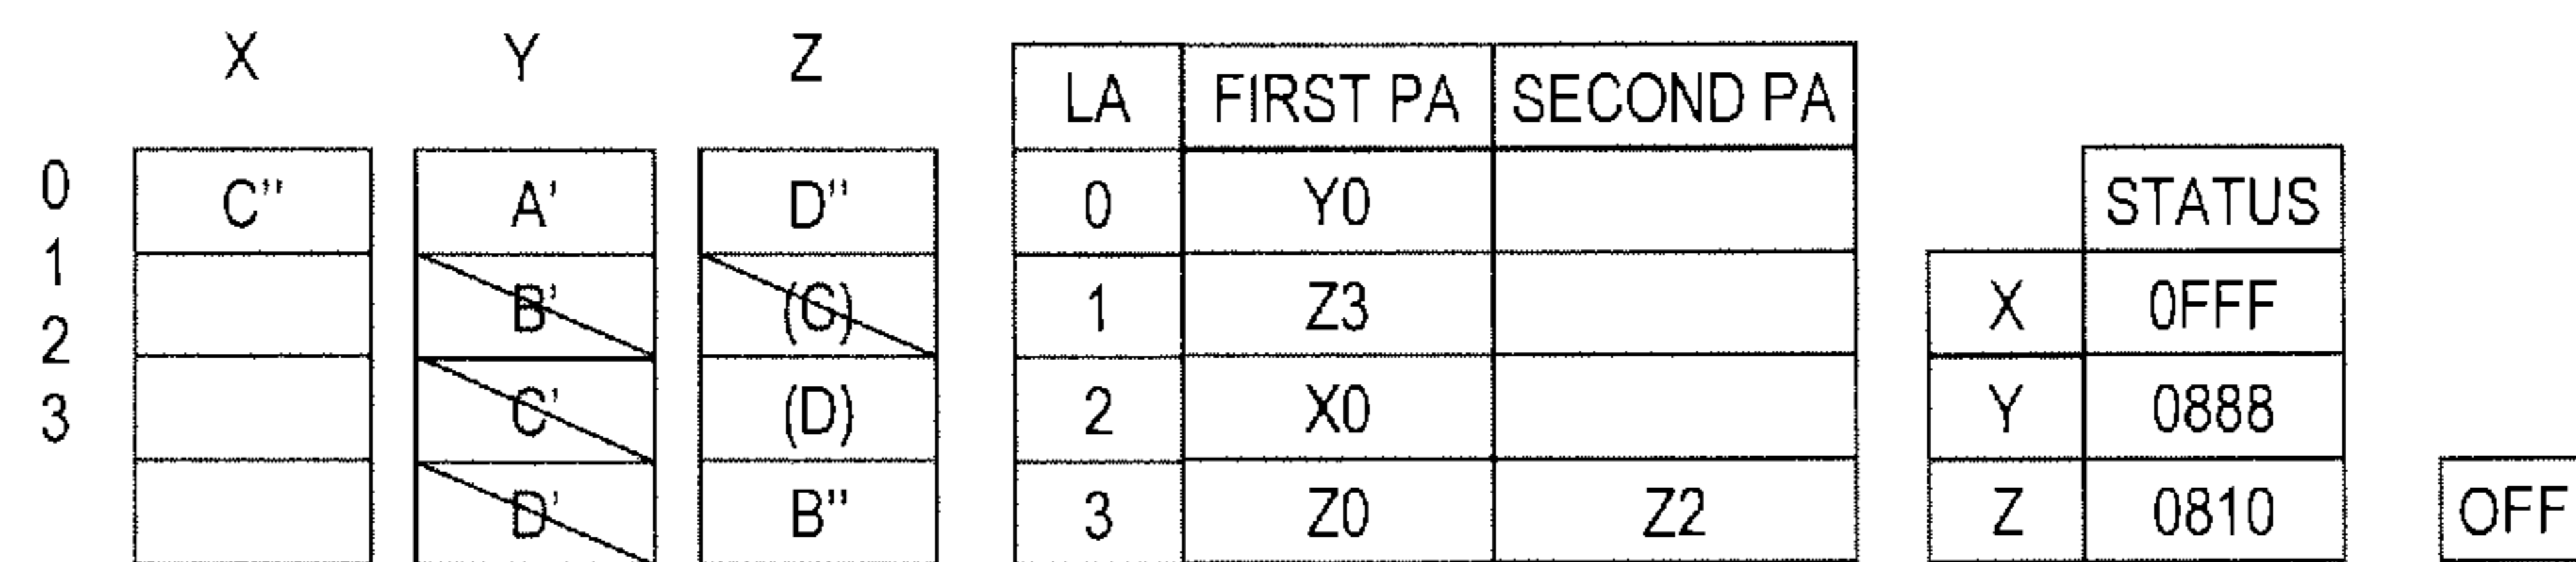 X Y Z
LA FIRST PA SECOND PA
0 C" A' D" 0 Y0 STATUS
1 B' (C) 1 Z3 X 0FFF
2 C' (D) 2 X0 Y 0888
3 D' B" 3 Z0 Z2 Z 0810 OFF